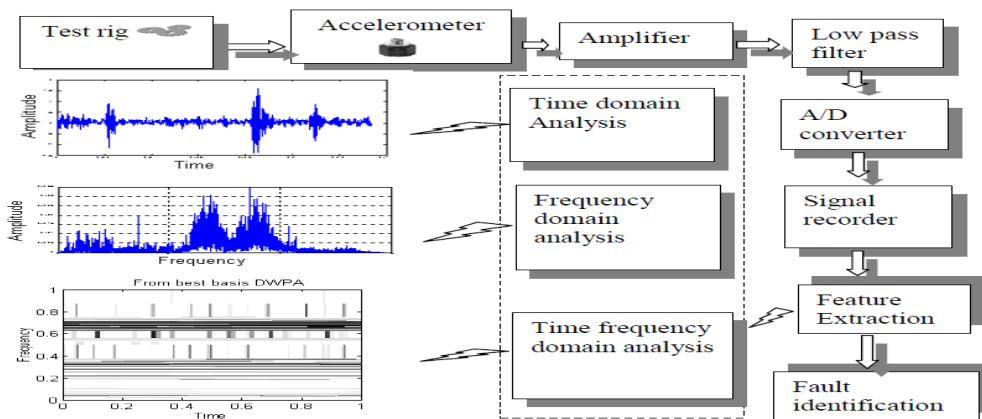 Test rig
Accelerometer
Amplifier
Low pass
filter
Amplitude
Time
Time domain
Analysis
A/D
converter
Amplitude
Frequency
Frequency
domain
analysis
Signal
recorder
From best basis DWPA
1
0.8
0.6
0.4
0.2
0
Frequency
0
0.2
0.4
0.6
0.8
1
Time
Time frequency
domain analysis
Feature
Extraction
Fault
identification